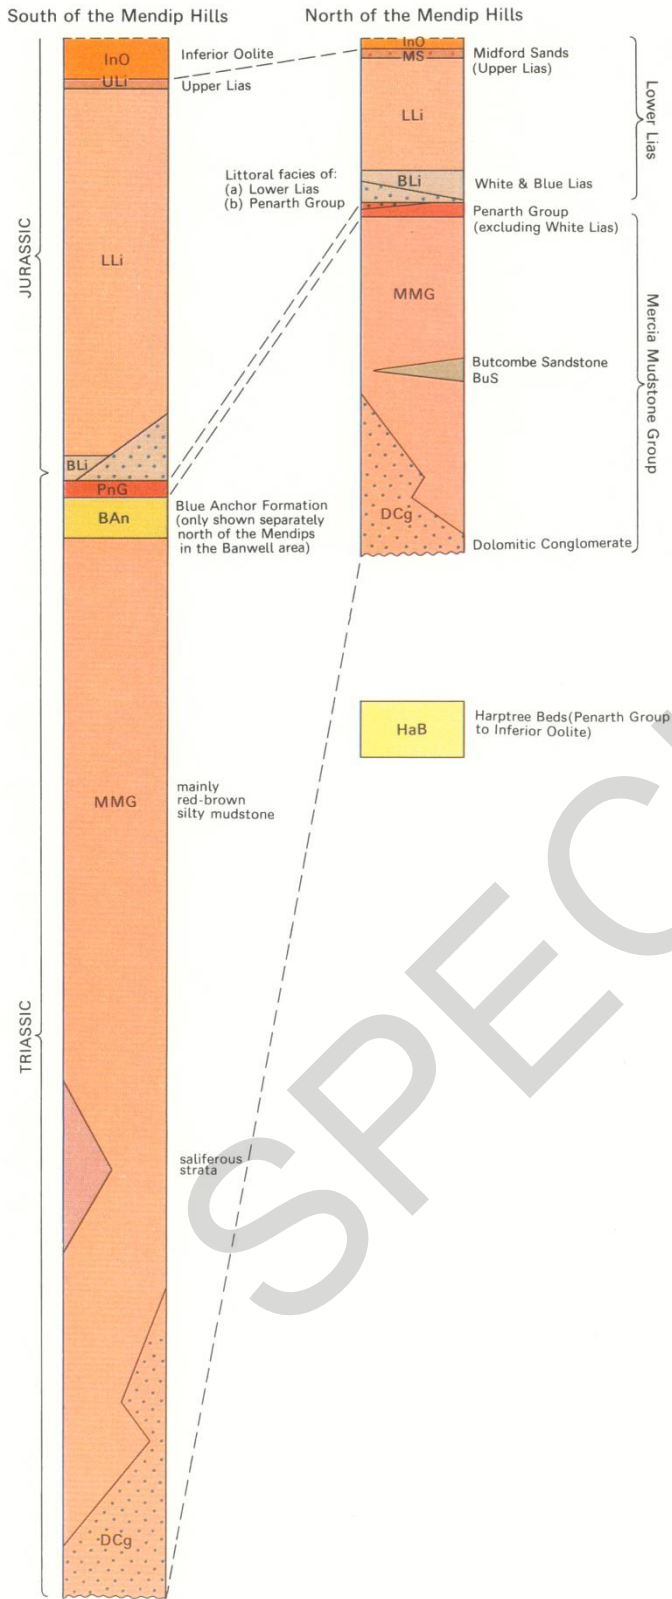 South of the Mendip Hills
North of the Mendip Hills
InO
Inferior Oolite
ULi
Upper Lias
LLi
BLi
PnG
BAn
Blue Anchor Formation
(only shown separately
north of the Mendips
in the Banwell area)
MMG
mainly
red-brown
silty mudstone
saliferous
strata
DCg
JURASSIC
TRIASSIC
InO
MS
Midford Sands
(Upper Lias)
LLi
Lower Lias
Littoral facies of:
(a) Lower Lias
(b) Penarth Group
BLi
White & Blue Lias
Penarth Group
(excluding White Lias)
MMG
Butcombe Sandstone
BuS
Mercia Mudstone Group
DCg
Dolomitic Conglomerate
HaB
Harptree Beds(Penarth Group
to Inferior Oolite)
SPECI